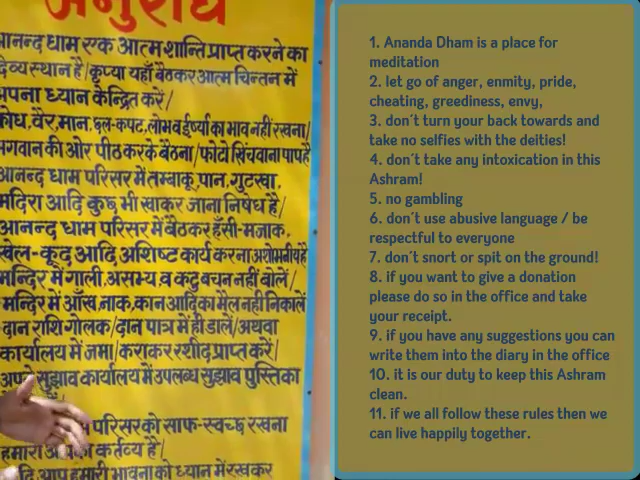 अनुरोध
आनन्द धाम एक आत्म शान्ति प्राप्त करने का
देव्य स्थान है/कृप्या यहाँ बैठकर आत्म चिन्तन में
अपना ध्यान केन्द्रित करें/
क्रोध, वैर, मान, छल-कपट, लोभ व ईर्ष्या का भाव नहीं रखना/
भगवान की ओर पीठ करके बैठना/फोटो खिंचवाना पाप है
आनन्द धाम परिसर में तम्बाकू, पान, गुटखा,
मदिरा आदि कुछ भी खाकर जाना निषेध है/
आनन्द धाम परिसर में बैठकर हँसी-मजाक,
खेल-कूद आदि अशिष्ट कार्य करना अशोभनीय है
मन्दिर में गाली, असभ्य, व कटु वचन नहीं बोलें/
मन्दिर में आँख, नाक, कान आदि का मैल नही निकालें
दान राशि गोलक/दान पात्र में ही डालें/अथवा
कार्यालय में जमा/कराकर रशीद प्राप्त करें/
अपने सुझाव कार्यालय में उपलब्ध सुझाव पुस्तिका
परिसर को साफ-स्वच्छ रखना
हमारा कर्तव्य है/
आप हमारी भावना को ध्यान में रखकर
1. Ananda Dham is a place for
meditation
2. let go of anger, enmity, pride,
cheating, greediness, envy,
3. don't turn your back towards and
take no selfies with the deities!
4. don't take any intoxication in this
Ashram!
5. no gambling
6. don't use abusive language / be
respectful to everyone
7. don't snort or spit on the ground!
8. if you want to give a donation
please do so in the office and take
your receipt.
9. if you have any suggestions you can
write them into the diary in the office
10. it is our duty to keep this Ashram
clean.
11. if we all follow these rules then we
can live happily together.